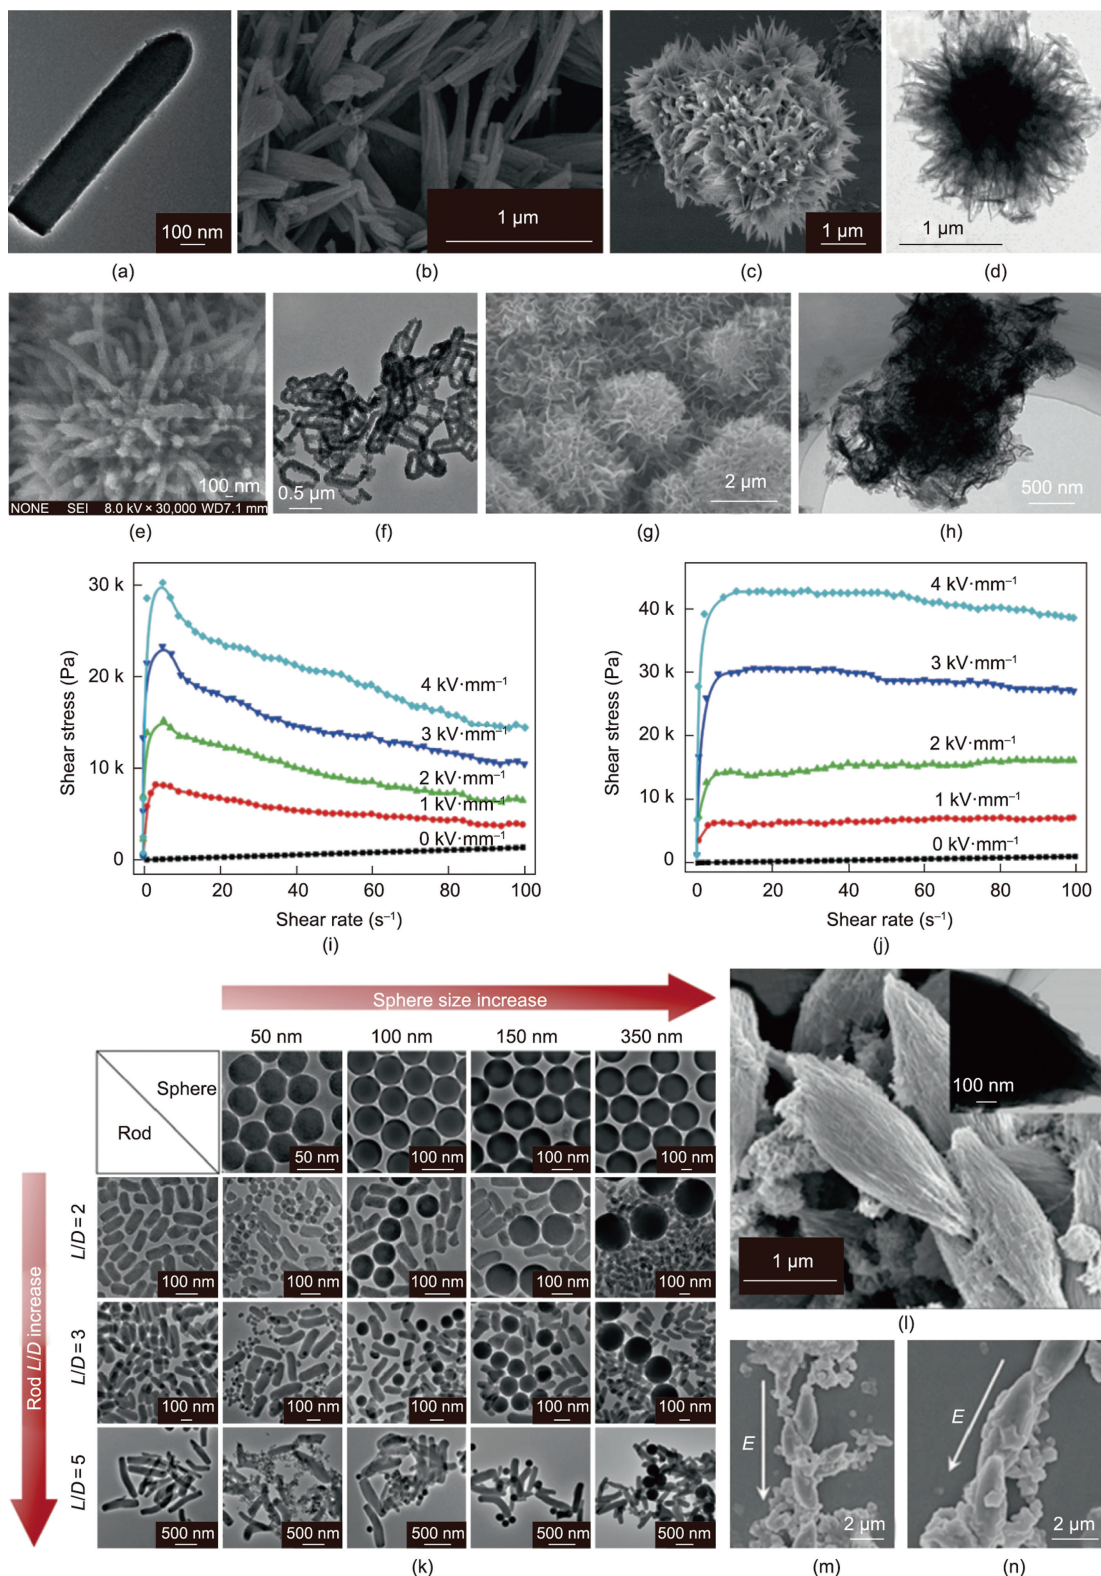 100 nm
1 µm
1 µm
1 µm
(a)
(b)
(c)
(d)
100 nm
NONE SEI 8.0 kV × 30,000 WD7.1 mm
0.5 µm
2 µm
500 nm
(e)
(f)
(g)
(h)
30 k
20 k
10 k
0
Shear stress (Pa)
4 kV·mm⁻¹
3 kV·mm⁻¹
2 kV·mm⁻¹
1 kV·mm⁻¹
0 kV·mm⁻¹
0 20 40 60 80 100
Shear rate (s⁻¹)
(i)
40 k
30 k
20 k
10 k
0
Shear stress (Pa)
4 kV·mm⁻¹
3 kV·mm⁻¹
2 kV·mm⁻¹
1 kV·mm⁻¹
0 kV·mm⁻¹
0 20 40 60 80 100
Shear rate (s⁻¹)
(j)
Sphere size increase
50 nm 100 nm 150 nm 350 nm
Sphere
Rod
50 nm 100 nm 100 nm 100 nm
Rod L/D increase
L/D = 2
100 nm 100 nm 100 nm 100 nm 100 nm
L/D = 3
100 nm 100 nm 100 nm 100 nm 100 nm
L/D = 5
500 nm 500 nm 500 nm 500 nm 500 nm
(k)
100 nm
1 µm
(l)
E
2 µm
(m)
E
2 µm
(n)